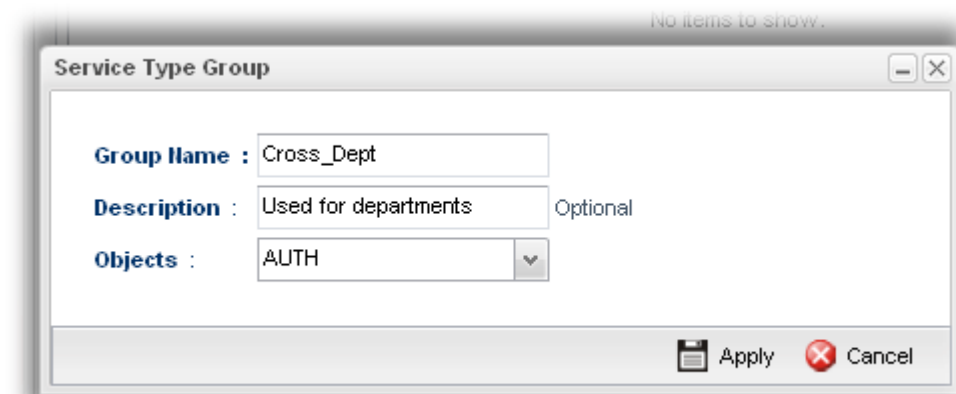 No items to show.
Service Type Group
Group Name : Cross_Dept
Description : Used for departments Optional
Objects : AUTH
Apply Cancel